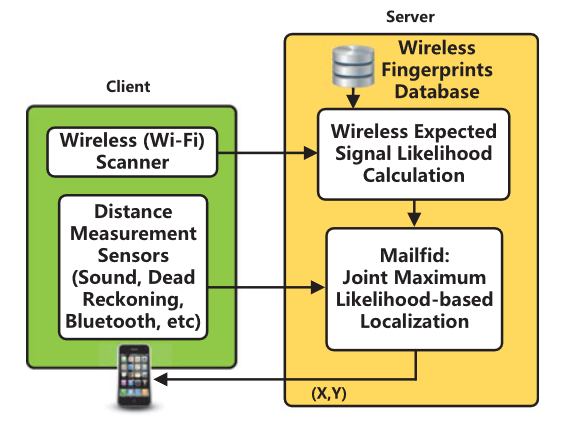 Server
Wireless
Fingerprints
Database
Client
Wireless (Wi-Fi)
Scanner
Wireless Expected
Signal Likelihood
Calculation
Distance
Measurement
Sensors
(Sound, Dead
Reckoning,
Bluetooth, etc)
Mailfid:
Joint Maximum
Likelihood-based
Localization
(X,Y)